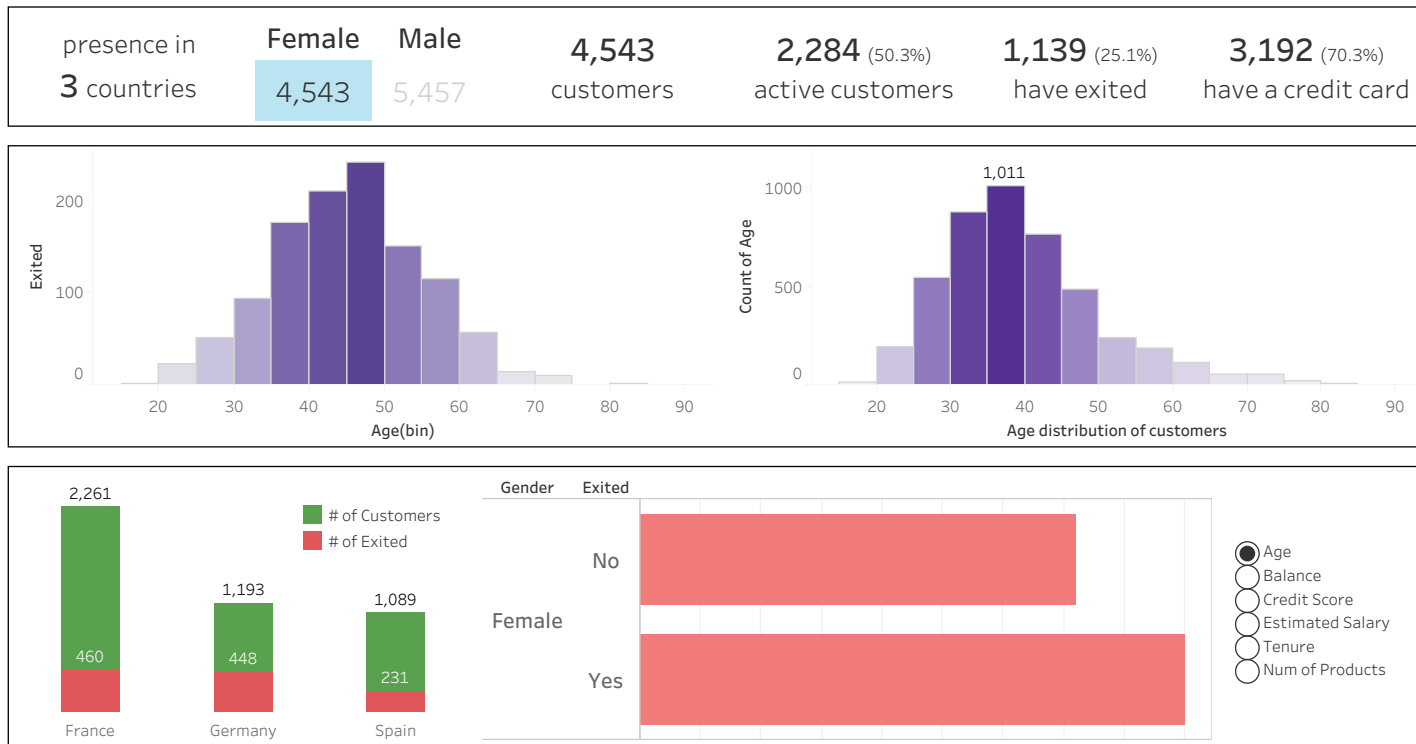 presence in
3 countries
Female Male
4,543 5,457
4,543
customers
2,284 (50.3%)
active customers
1,139 (25.1%)
have exited
3,192 (70.3%)
have a credit card
Exited
200
100
0
20 30 40 50 60 70 80 90
Age(bin)
Count of Age
1,011
1000
500
0
20 30 40 50 60 70 80 90
Age distribution of customers
2,261
1,193
1,089
460
448
231
France Germany Spain
# of Customers
# of Exited
Gender Exited
Female
No
Yes
Age
Balance
Credit Score
Estimated Salary
Tenure
Num of Products